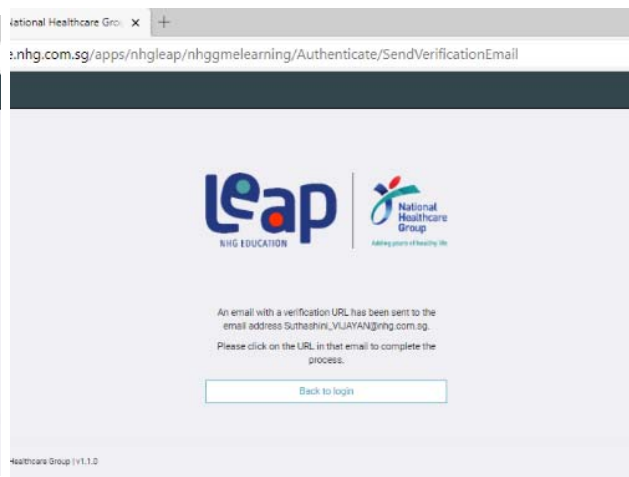 National Healthcare Gro
e.nhg.com.sg/apps/nhgleap/nhggmelearning/Authenticate/SendVerificationEmail
leap
NHG EDUCATION
National
Healthcare
Group
Adding years of healthy life
An email with a verification URL has been sent to the
email address Suthashini_VIJAYAN@nhg.com.sg.
Please click on the URL in that email to complete the
process.
Back to login
Healthcare Group | v1.1.0